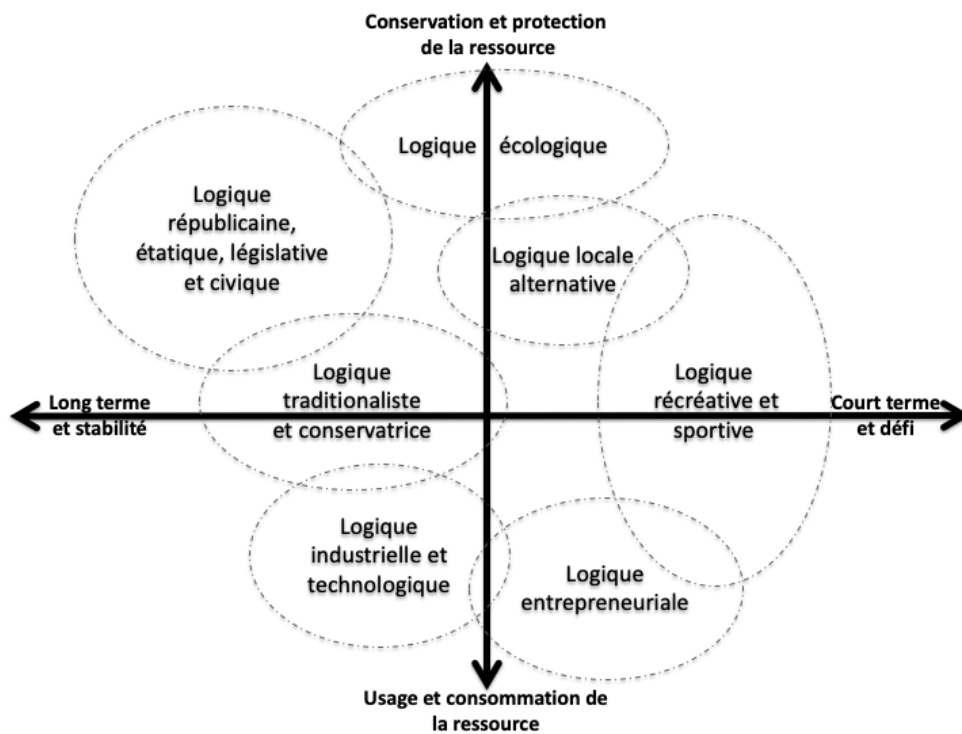 Conservation et protection
de la ressource
Logique écologique
Logique
républicaine,
étatique, législative
et civique
Logique locale
alternative
Long terme
et stabilité
Logique
traditionaliste
et conservatrice
Logique
récréative et
sportive
Court terme
et défi
Logique
industrielle et
technologique
Logique
entrepreneuriale
Usage et consommation de
la ressource